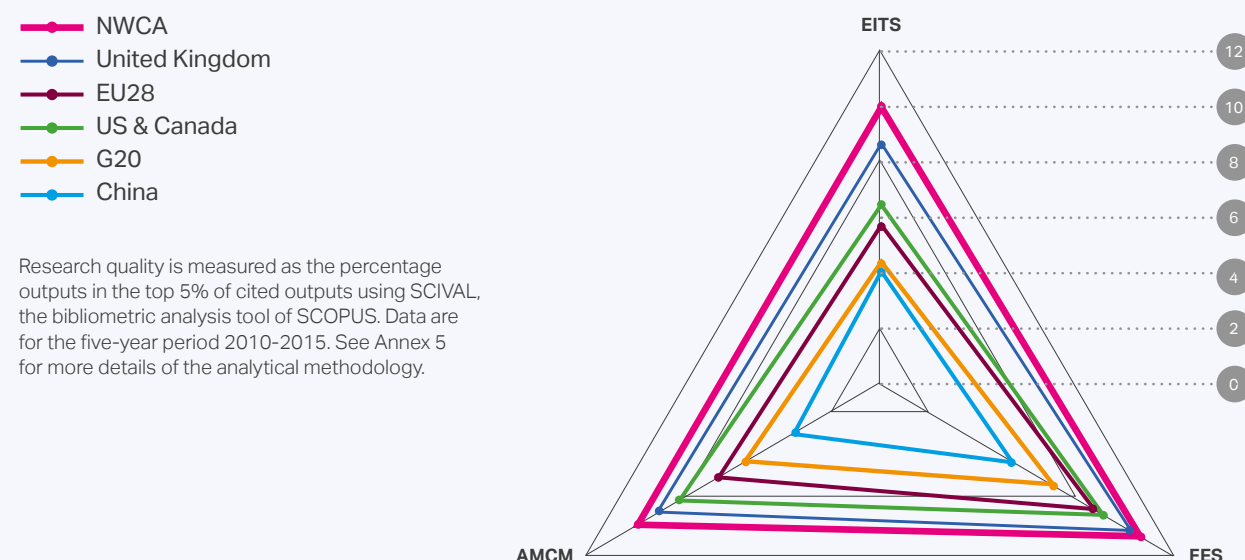 NWCA
United Kingdom
EU28
US & Canada
G20
China
Research quality is measured as the percentage
outputs in the top 5% of cited outputs using SCIVAL,
the bibliometric analysis tool of SCOPUS. Data are
for the five-year period 2010-2015. See Annex 5
for more details of the analytical methodology.
EITS
12
10
8
6
4
2
0
AMCM
EES